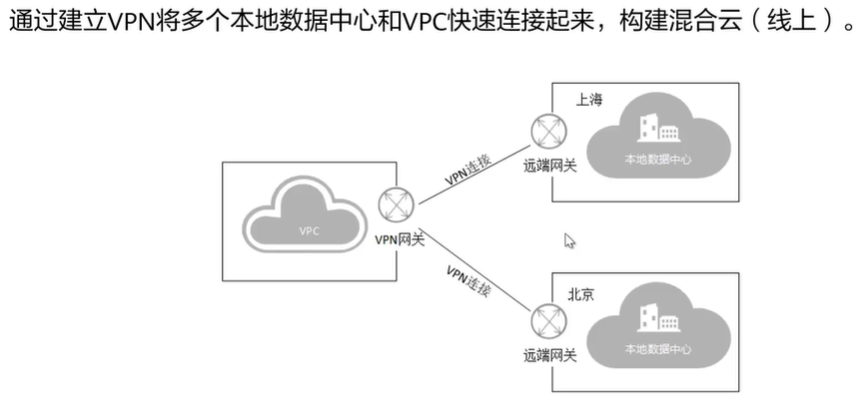 通过建立VPN将多个本地数据中心和VPC快速连接起来，构建混合云（线上）。
上海
本地数据中心
远端网关
VPN连接
VPC
VPN网关
VPN连接
北京
本地数据中心
远端网关